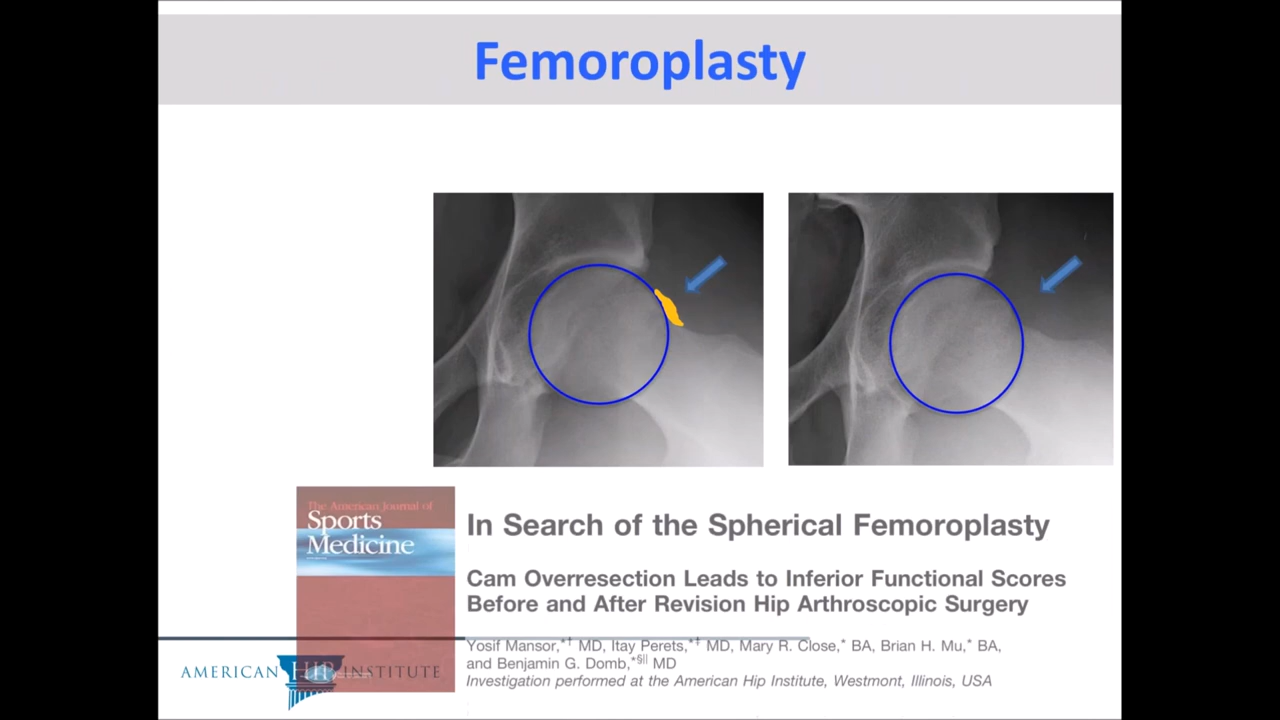 Femoroplasty
The American Journal of
Sports
Medicine
In Search of the Spherical Femoroplasty
Cam Overresection Leads to Inferior Functional Scores
Before and After Revision Hip Arthroscopic Surgery
Yosif Mansor,*† MD, Itay Perets,*‡ MD, Mary R. Close,* BA, Brian H. Mu,* BA,
and Benjamin G. Domb,*§|| MD
Investigation performed at the American Hip Institute, Westmont, Illinois, USA
AMERICAN HIP INSTITUTE